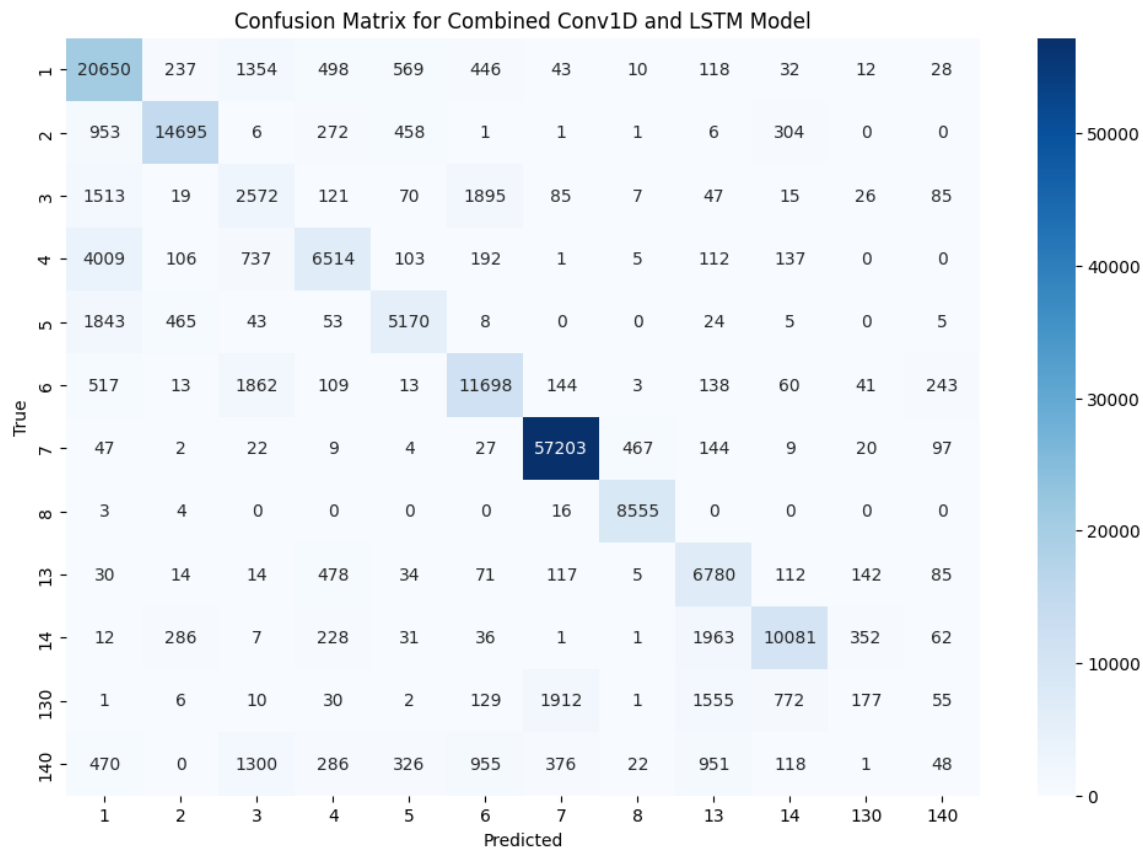 Confusion Matrix for Combined Conv1D and LSTM Model
1 20650 237 1354 498 569 446 43 10 118 32 12 28
2 953 14695 6 272 458 1 1 1 6 304 0 0
3 1513 19 2572 121 70 1895 85 7 47 15 26 85
4 4009 106 737 6514 103 192 1 5 112 137 0 0
5 1843 465 43 53 5170 8 0 0 24 5 0 5
6 517 13 1862 109 13 11698 144 3 138 60 41 243
7 47 2 22 9 4 27 57203 467 144 9 20 97
8 3 4 0 0 0 0 16 8555 0 0 0 0
13 30 14 14 478 34 71 117 5 6780 112 142 85
14 12 286 7 228 31 36 1 1 1963 10081 352 62
130 1 6 10 30 2 129 1912 1 1555 772 177 55
140 470 0 1300 286 326 955 376 22 951 118 1 48
1 2 3 4 5 6 7 8 13 14 130 140
Predicted
True
50000
40000
30000
20000
10000
0